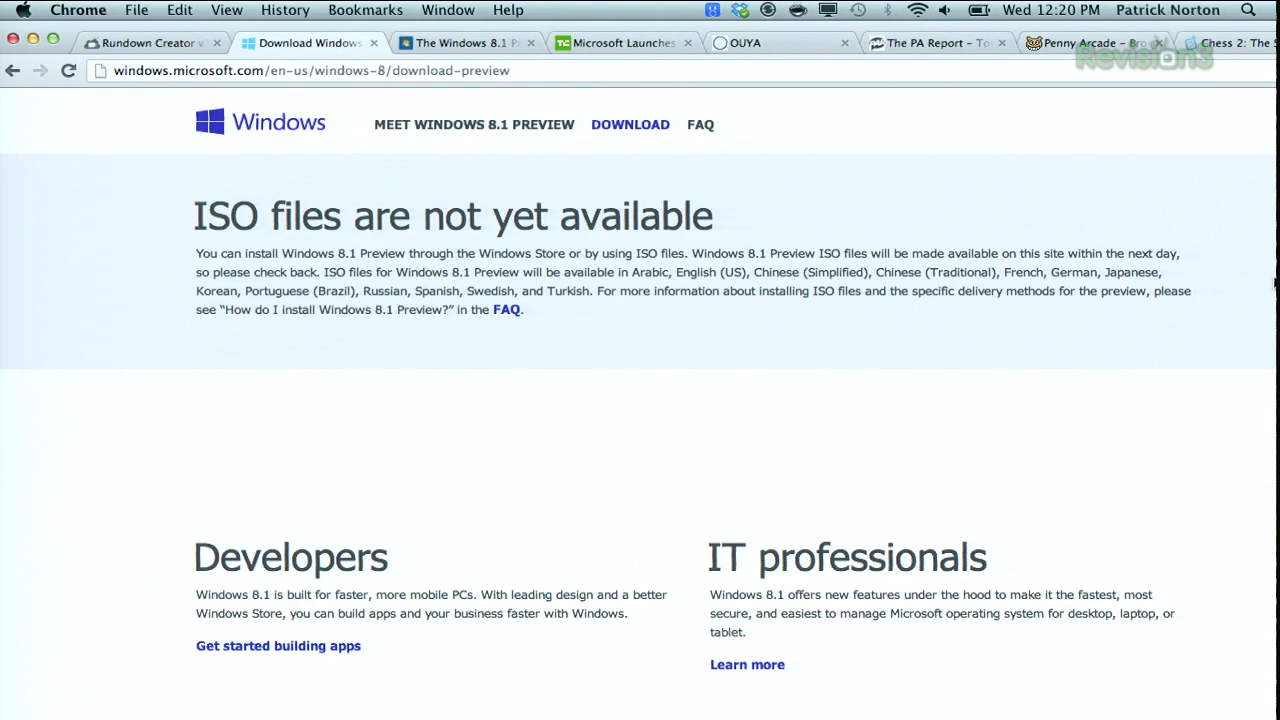 Chrome File Edit View History Bookmarks Window Help 8 Wed 12:20 PM Patrick Norton
Rundown Creator v Download Windows The Windows 8.1 P TC Microsoft Launches OUYA The PA Report - To Penny Arcade - Bro Chess 2: The S
Revision3
windows.microsoft.com/en-us/windows-8/download-preview
Windows MEET WINDOWS 8.1 PREVIEW DOWNLOAD FAQ
ISO files are not yet available
You can install Windows 8.1 Preview through the Windows Store or by using ISO files. Windows 8.1 Preview ISO files will be made available on this site within the next day,
so please check back. ISO files for Windows 8.1 Preview will be available in Arabic, English (US), Chinese (Simplified), Chinese (Traditional), French, German, Japanese,
Korean, Portuguese (Brazil), Russian, Spanish, Swedish, and Turkish. For more information about installing ISO files and the specific delivery methods for the preview, please
see “How do I install Windows 8.1 Preview?” in the FAQ.
Developers
Windows 8.1 is built for faster, more mobile PCs. With leading design and a better
Windows Store, you can build apps and your business faster with Windows.
Get started building apps
IT professionals
Windows 8.1 offers new features under the hood to make it the fastest, most
secure, and easiest to manage Microsoft operating system for desktop, laptop, or
tablet.
Learn more